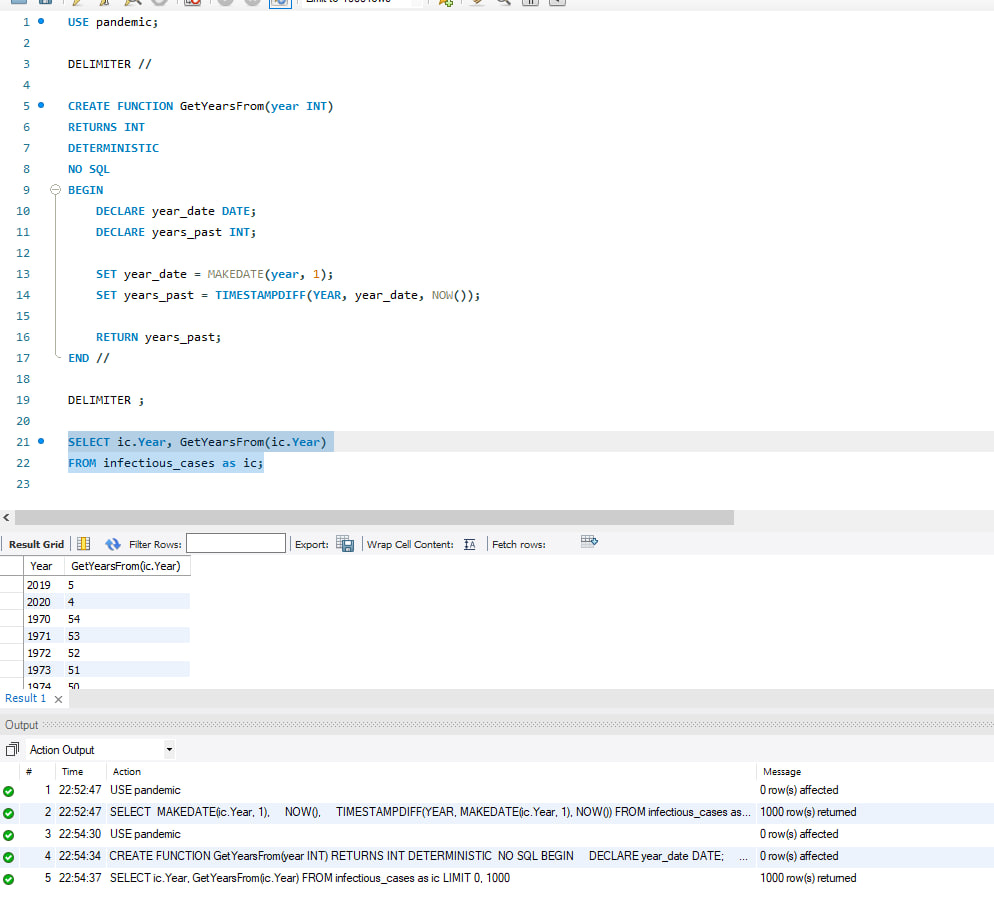 1 USE pandemic;
2
3 DELIMITER //
4
5 CREATE FUNCTION GetYearsFrom(year INT)
6 RETURNS INT
7 DETERMINISTIC
8 NO SQL
9 BEGIN
10 DECLARE year_date DATE;
11 DECLARE years_past INT;
12
13 SET year_date = MAKEDATE(year, 1);
14 SET years_past = TIMESTAMPDIFF(YEAR, year_date, NOW());
15
16 RETURN years_past;
17 END //
18
19 DELIMITER ;
20
21 SELECT ic.Year, GetYearsFrom(ic.Year)
22 FROM infectious_cases as ic;
23
Result Grid Filter Rows: Export: Wrap Cell Content: IA Fetch rows:
Year GetYearsFrom(ic.Year)
2019 5
2020 4
1970 54
1971 53
1972 52
1973 51
1974 50
Result 1
Output
Action Output
# Time Action Message
1 22:52:47 USE pandemic 0 row(s) affected
2 22:52:47 SELECT MAKEDATE(ic.Year, 1), NOW(), TIMESTAMPDIFF(YEAR, MAKEDATE(ic.Year, 1), NOW()) FROM infectious_cases as... 1000 row(s) returned
3 22:54:30 USE pandemic 0 row(s) affected
4 22:54:34 CREATE FUNCTION GetYearsFrom(year INT) RETURNS INT DETERMINISTIC NO SQL BEGIN DECLARE year_date DATE; ... 0 row(s) affected
5 22:54:37 SELECT ic.Year, GetYearsFrom(ic.Year) FROM infectious_cases as ic LIMIT 0, 1000 1000 row(s) returned